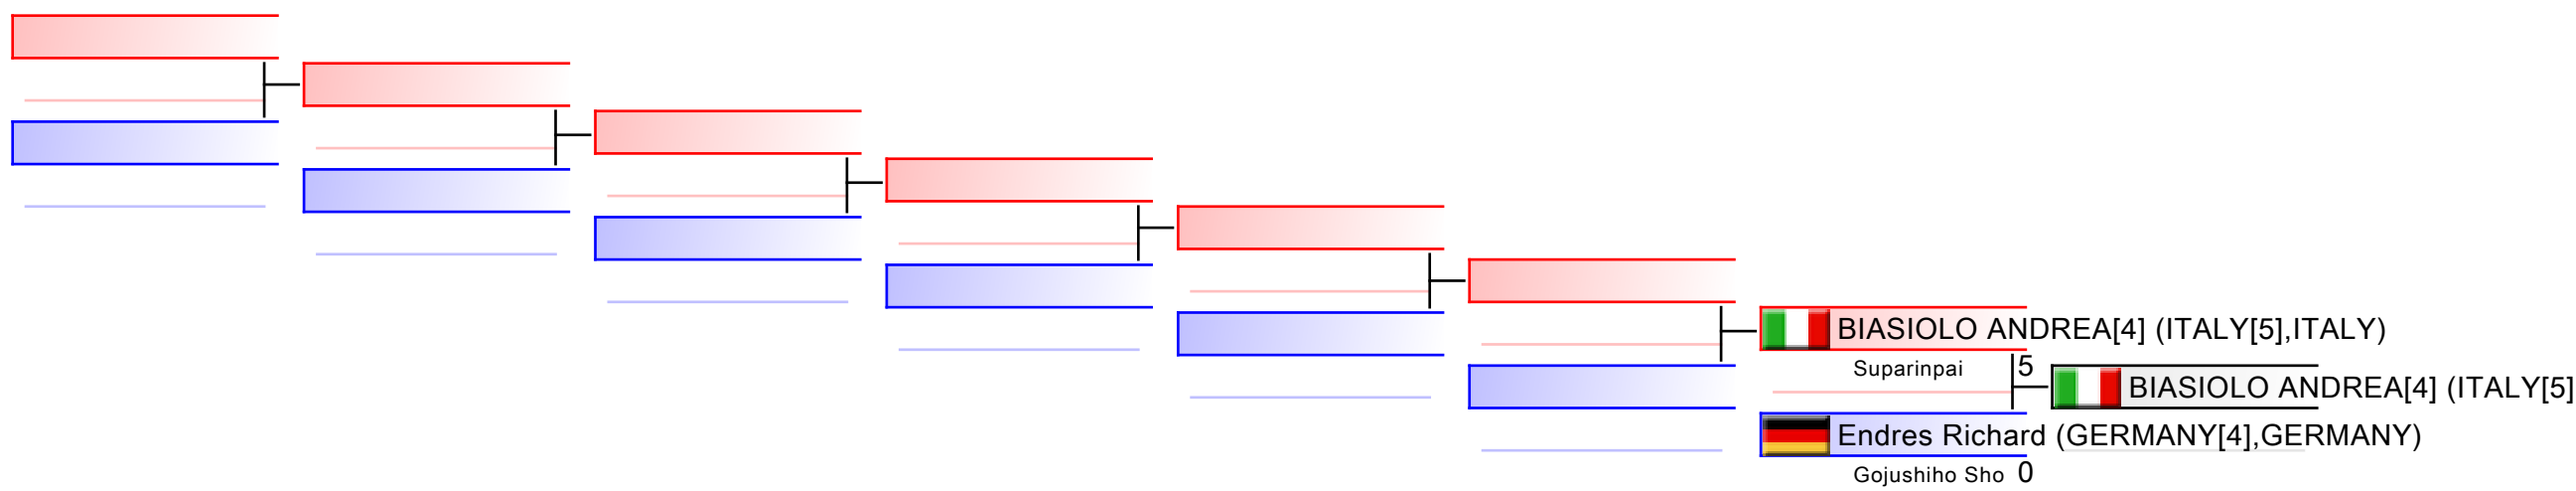 BIASIOLO ANDREA[4] (ITALY[5],ITALY)
Suparinpai 5
BIASIOLO ANDREA[4] (ITALY[5]
Endres Richard (GERMANY[4],GERMANY)
Gojushiho Sho 0